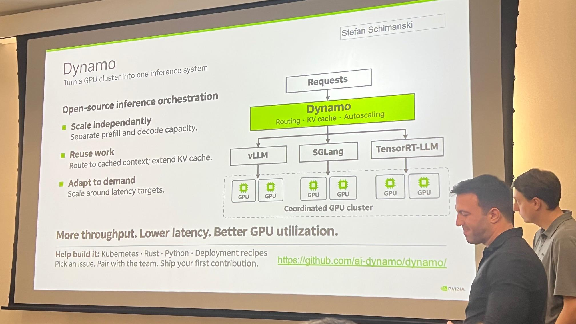 Stefan Schimanski
Dynamo
Turn a GPU cluster into one inference system
Open-source inference orchestration
Scale independently
Separate prefill and decode capacity.
Reuse work
Route to cached context; extend KV cache.
Adapt to demand
Scale around latency targets.
Requests
Dynamo
Routing · KV cache · Autoscaling
vLLM
SGLang
TensorRT-LLM
GPU
GPU
GPU
GPU
GPU
GPU
Coordinated GPU cluster
More throughput. Lower latency. Better GPU utilization.
Help build it: Kubernetes · Rust · Python · Deployment recipes
Pick an issue. Pair with the team. Ship your first contribution.
https://github.com/ai-dynamo/dynamo/
NVIDIA